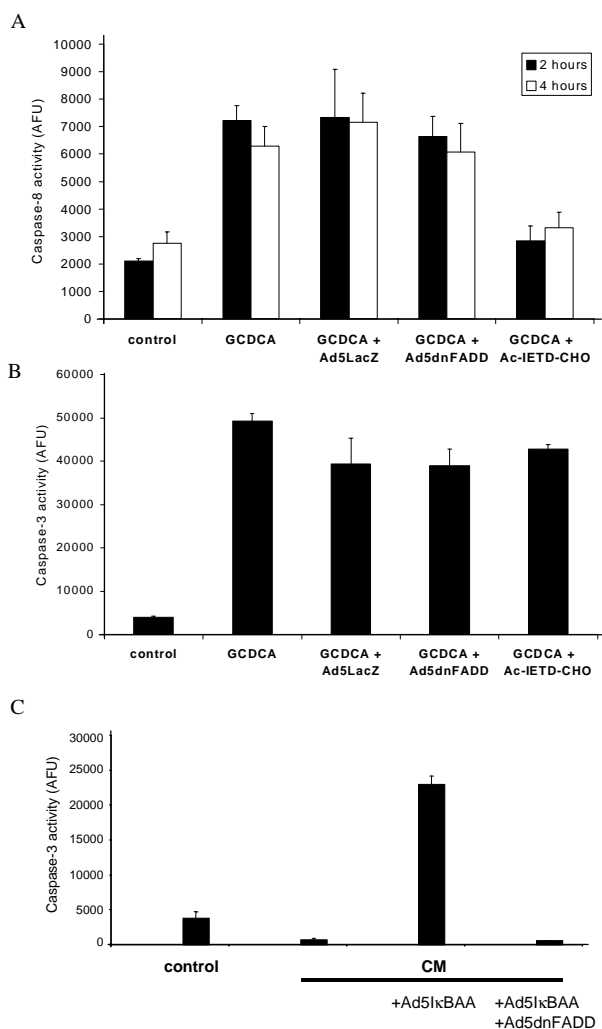 A
Caspase-8 activity (AFU)
10000
9000
8000
7000
6000
5000
4000
3000
2000
1000
0
2 hours
4 hours
control
GCDCA
GCDCA +
Ad5LacZ
GCDCA +
Ad5dnFADD
GCDCA +
Ac-IETD-CHO
B
Caspase-3 activity (AFU)
60000
50000
40000
30000
20000
10000
0
control
GCDCA
GCDCA +
Ad5LacZ
GCDCA +
Ad5dnFADD
GCDCA +
Ac-IETD-CHO
C
Caspase-3 activity (AFU)
30000
25000
20000
15000
10000
5000
0
control
CM
+Ad5IκBAA
+Ad5IκBAA
+Ad5dnFADD